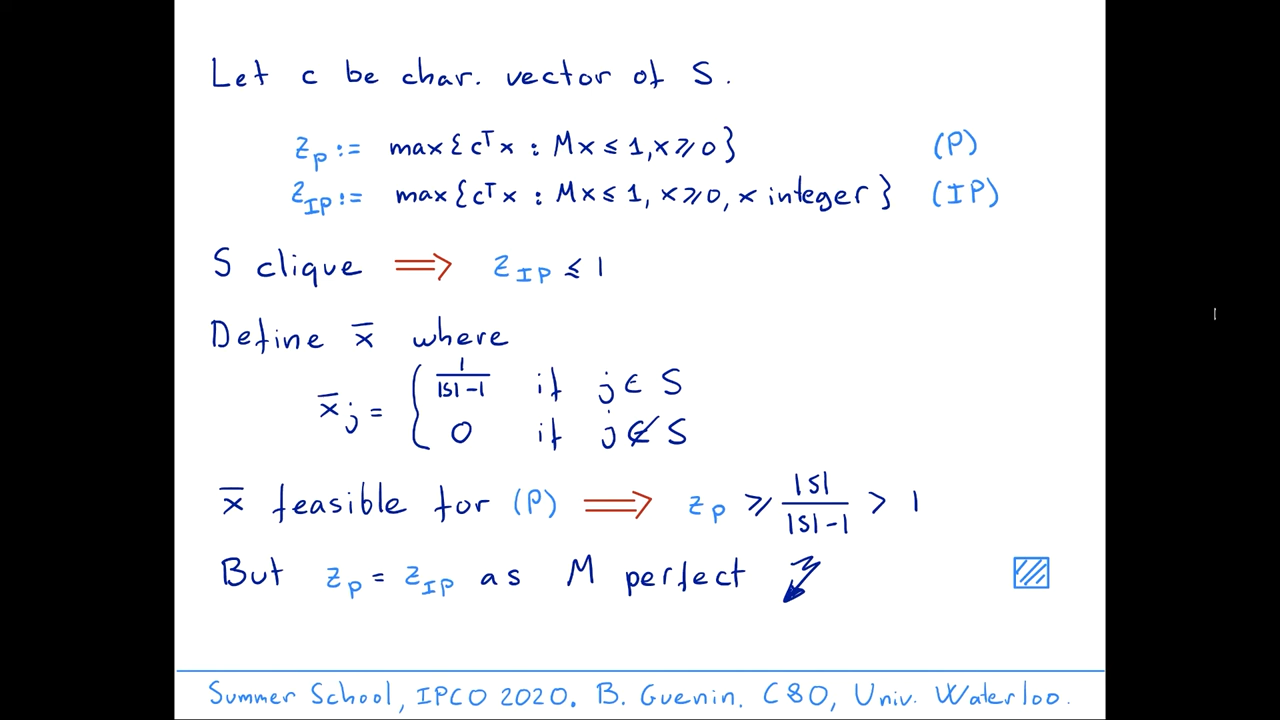 Let c be char. vector of S.
z_P := max{c^T x : Mx ≤ 1, x ≥ 0} (P)
z_IP := max{c^T x : Mx ≤ 1, x ≥ 0, x integer} (IP)
S clique ⟹ z_IP ≤ 1
Define x̄ where
x̄_j = { 1/(|S|-1) if j ∈ S
0 if j ∉ S
x̄ feasible for (P) ⟹ z_P ≥ |S|/(|S|-1) > 1
But z_P = z_IP as M perfect
Summer School, IPCO 2020. B. Guenin. C&O, Univ. Waterloo.